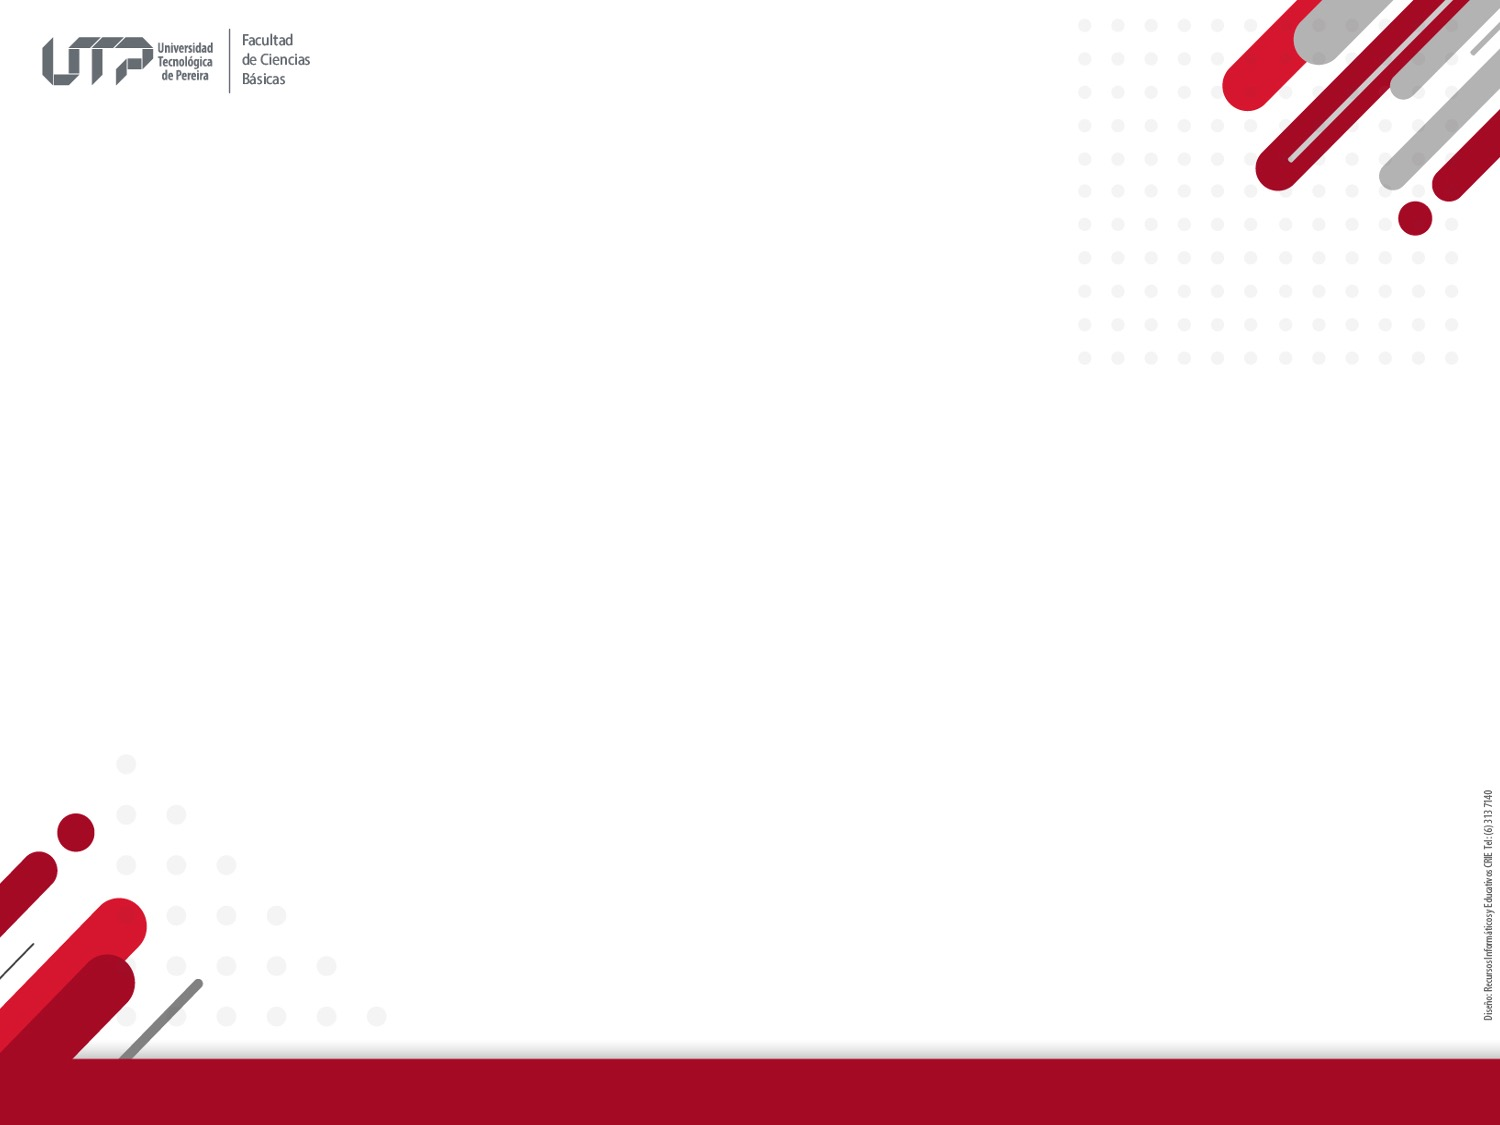 UTP
Universidad
Tecnológica
de Pereira
Facultad
de Ciencias
Básicas
Diseño: Recursos Informáticos y Educativos CRIE Tel: (6) 313 7140